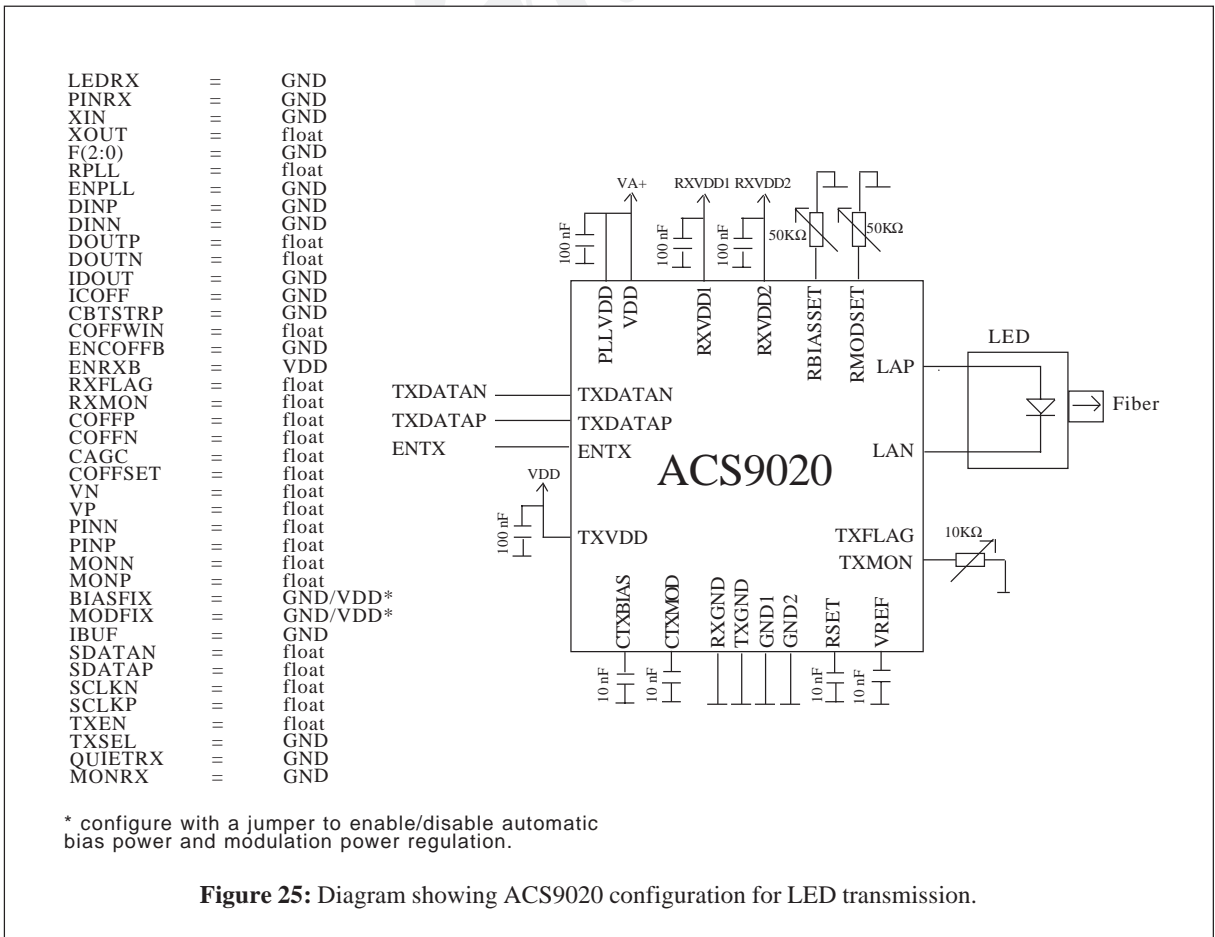 LEDRX = GND
PINRX = GND
XIN = GND
XOUT = float
F(2:0) = GND
RPLL = float
ENPLL = GND
DINP = GND
DINN = GND
DOUTP = float
DOUTN = float
IDOUT = GND
ICOFF = GND
CBTSTRP = GND
COFFWIN = float
ENCOFFB = GND
ENRXB = VDD
RXFLAG = float
RXMON = float
COFFP = float
COFFN = float
CAGC = float
COFFSET = float
VN = float
VP = float
PINN = float
PINP = float
MONN = float
MONP = float
BIASFIX = GND/VDD*
MODFIX = GND/VDD*
IBUF = GND
SDATAN = float
SDATAP = float
SCLKN = float
SCLKP = float
TXEN = float
TXSEL = GND
QUIETRX = GND
MONRX = GND
* configure with a jumper to enable/disable automatic
bias power and modulation power regulation.
VA+ RXVDD1 RXVDD2
100 nF 100 nF 100 nF 50KΩ 50KΩ
PLLVDD VDD RXVDD1 RXVDD2 RBIASSET RMODSET
LED
LAP
TXDATAN TXDATAN
TXDATAP TXDATAP
ENTX ENTX
Fiber
LAN
ACS9020
VDD
100 nF
TXVDD
TXFLAG
TXMON
10KΩ
CTXBIAS CTXMOD RXGND TXGND GND1 GND2 RSET VREF
10 nF 10 nF 10 nF 10 nF
Figure 25: Diagram showing ACS9020 configuration for LED transmission.